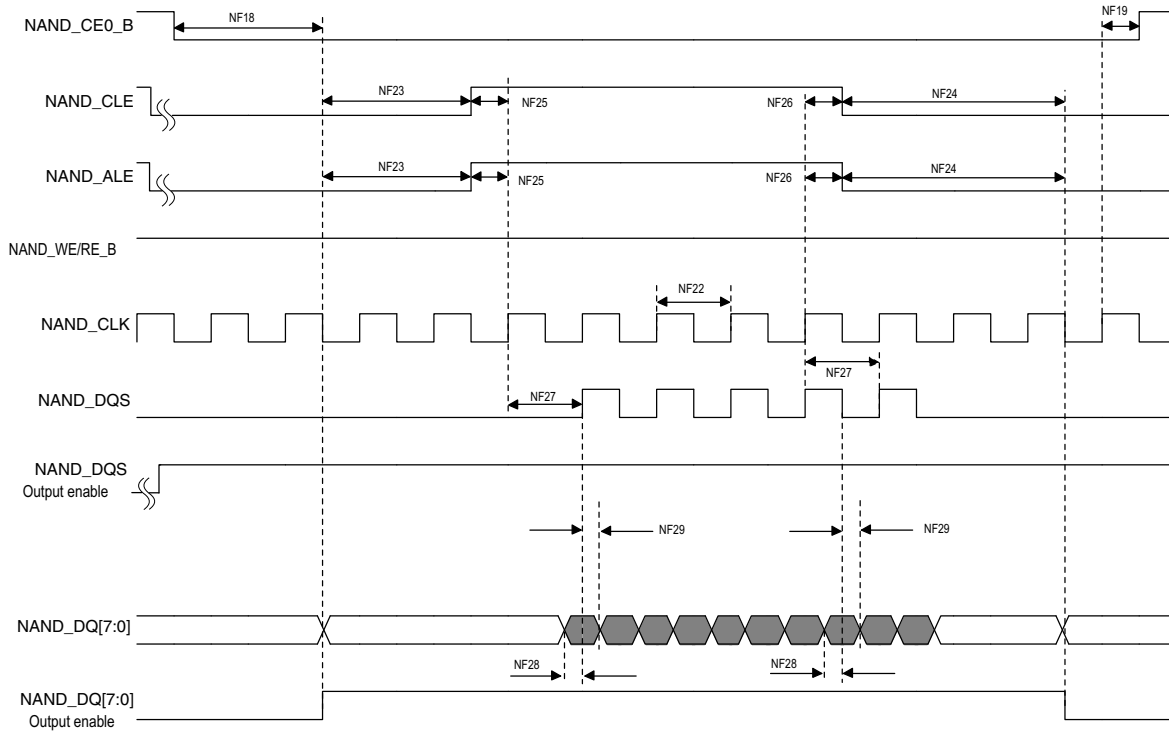 NF18
NF19
NAND_CE0_B
NF23
NF25
NF26
NF24
NAND_CLE
NF23
NF25
NF26
NF24
NAND_ALE
NAND_WE/RE_B
NF22
NAND_CLK
NF27
NF27
NAND_DQS
NAND_DQS
Output enable
NF29
NF29
NAND_DQ[7:0]
NF28
NF28
NAND_DQ[7:0]
Output enable